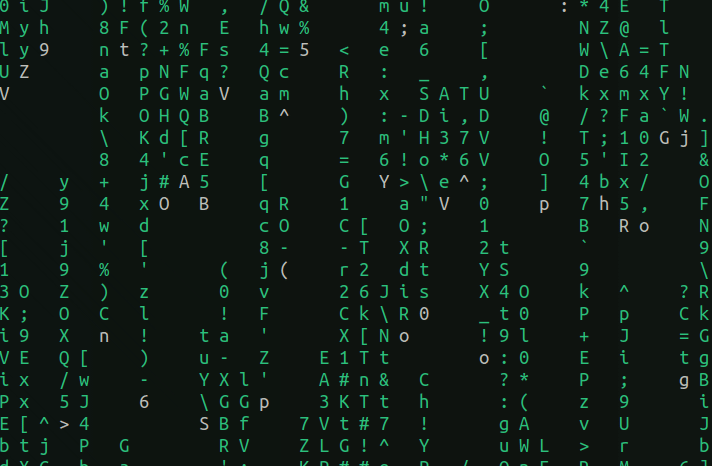 0 i J ) ! f % W , / Q & m u ! O : * 4 E T
M y h 8 F ( 2 n E h w % 4 ; a ; N Z @ l
l y 9 n t ? + % F s 4 = 5 < e 6 [ W \ A = T
U Z a p N F q ? Q c R : _ , D e 6 4 F N
V O P G W a V a m h x S A T U ` k x m x Y !
k O H Q B B ^ ) : - D i , D @ / ? F a ` W .
\ K d [ R g 7 m ' H 3 7 V ! T ; 1 0 G j ]
8 4 ' c E q = 6 ! o * 6 V O 5 ' I 2 &
/ y + j # A 5 [ G Y > \ e ^ ; ] 4 b x / O
Z 9 4 x O B q R 1 a " V 0 p 7 h 5 , F
? 1 w d c O C [ O ; 1 B R o N
[ j ' [ 8 - - T X R 2 t ` 9
1 9 % ' ( j ( r 2 d t Y S 9 \
3 O Z ) z 0 v 2 6 J i s X 4 O k ^ ? R
K ; O C l ! F C k \ R 0 _ t 0 P p C k
i 9 X n ! t a ' X [ N o ! 9 l + J = G
V E Q [ ) u - Z E 1 T t o : 0 E i t g
i x / w - Y X l ' A # n & C ? * P ; g B
P x 5 J 6 \ G G p 3 K T t h : ( z 9 i
E [ ^ > 4 S B f 7 V t # 7 ! g A v U J
b t j P G R V Z L G ! ^ Y u W L > r b